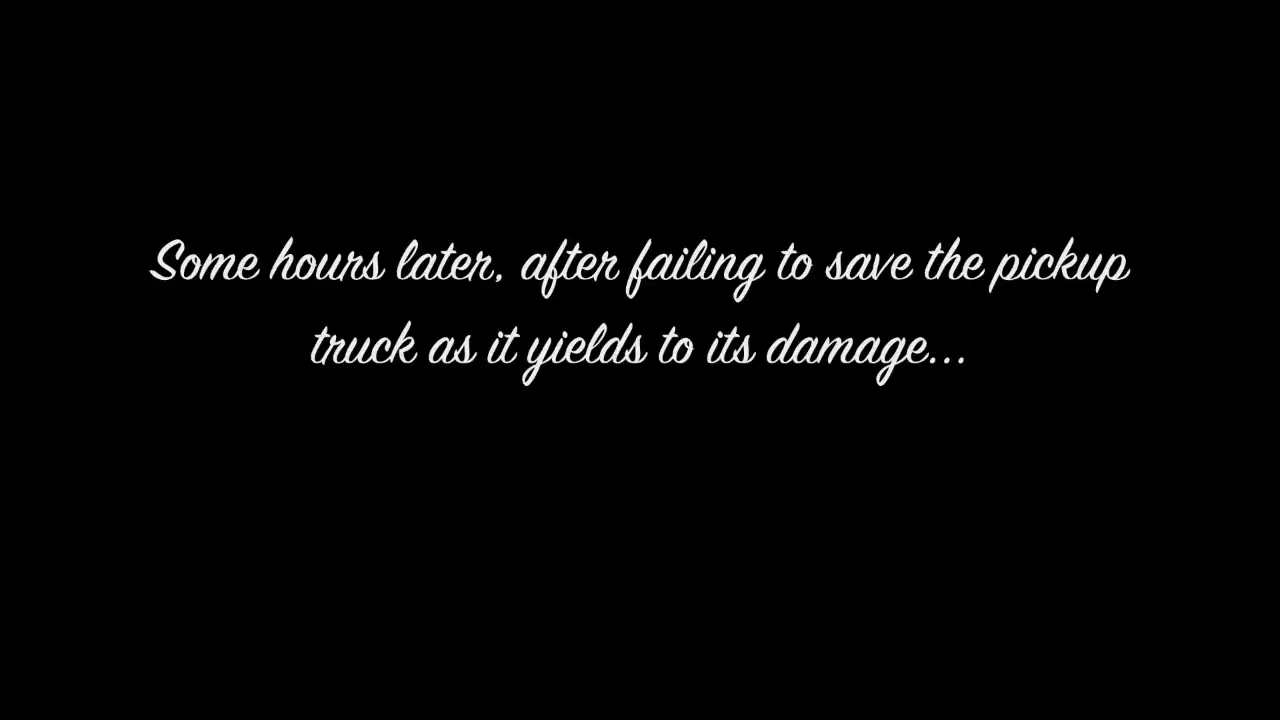 Some hours later, after failing to save the pickup
truck as it yields to its damage...